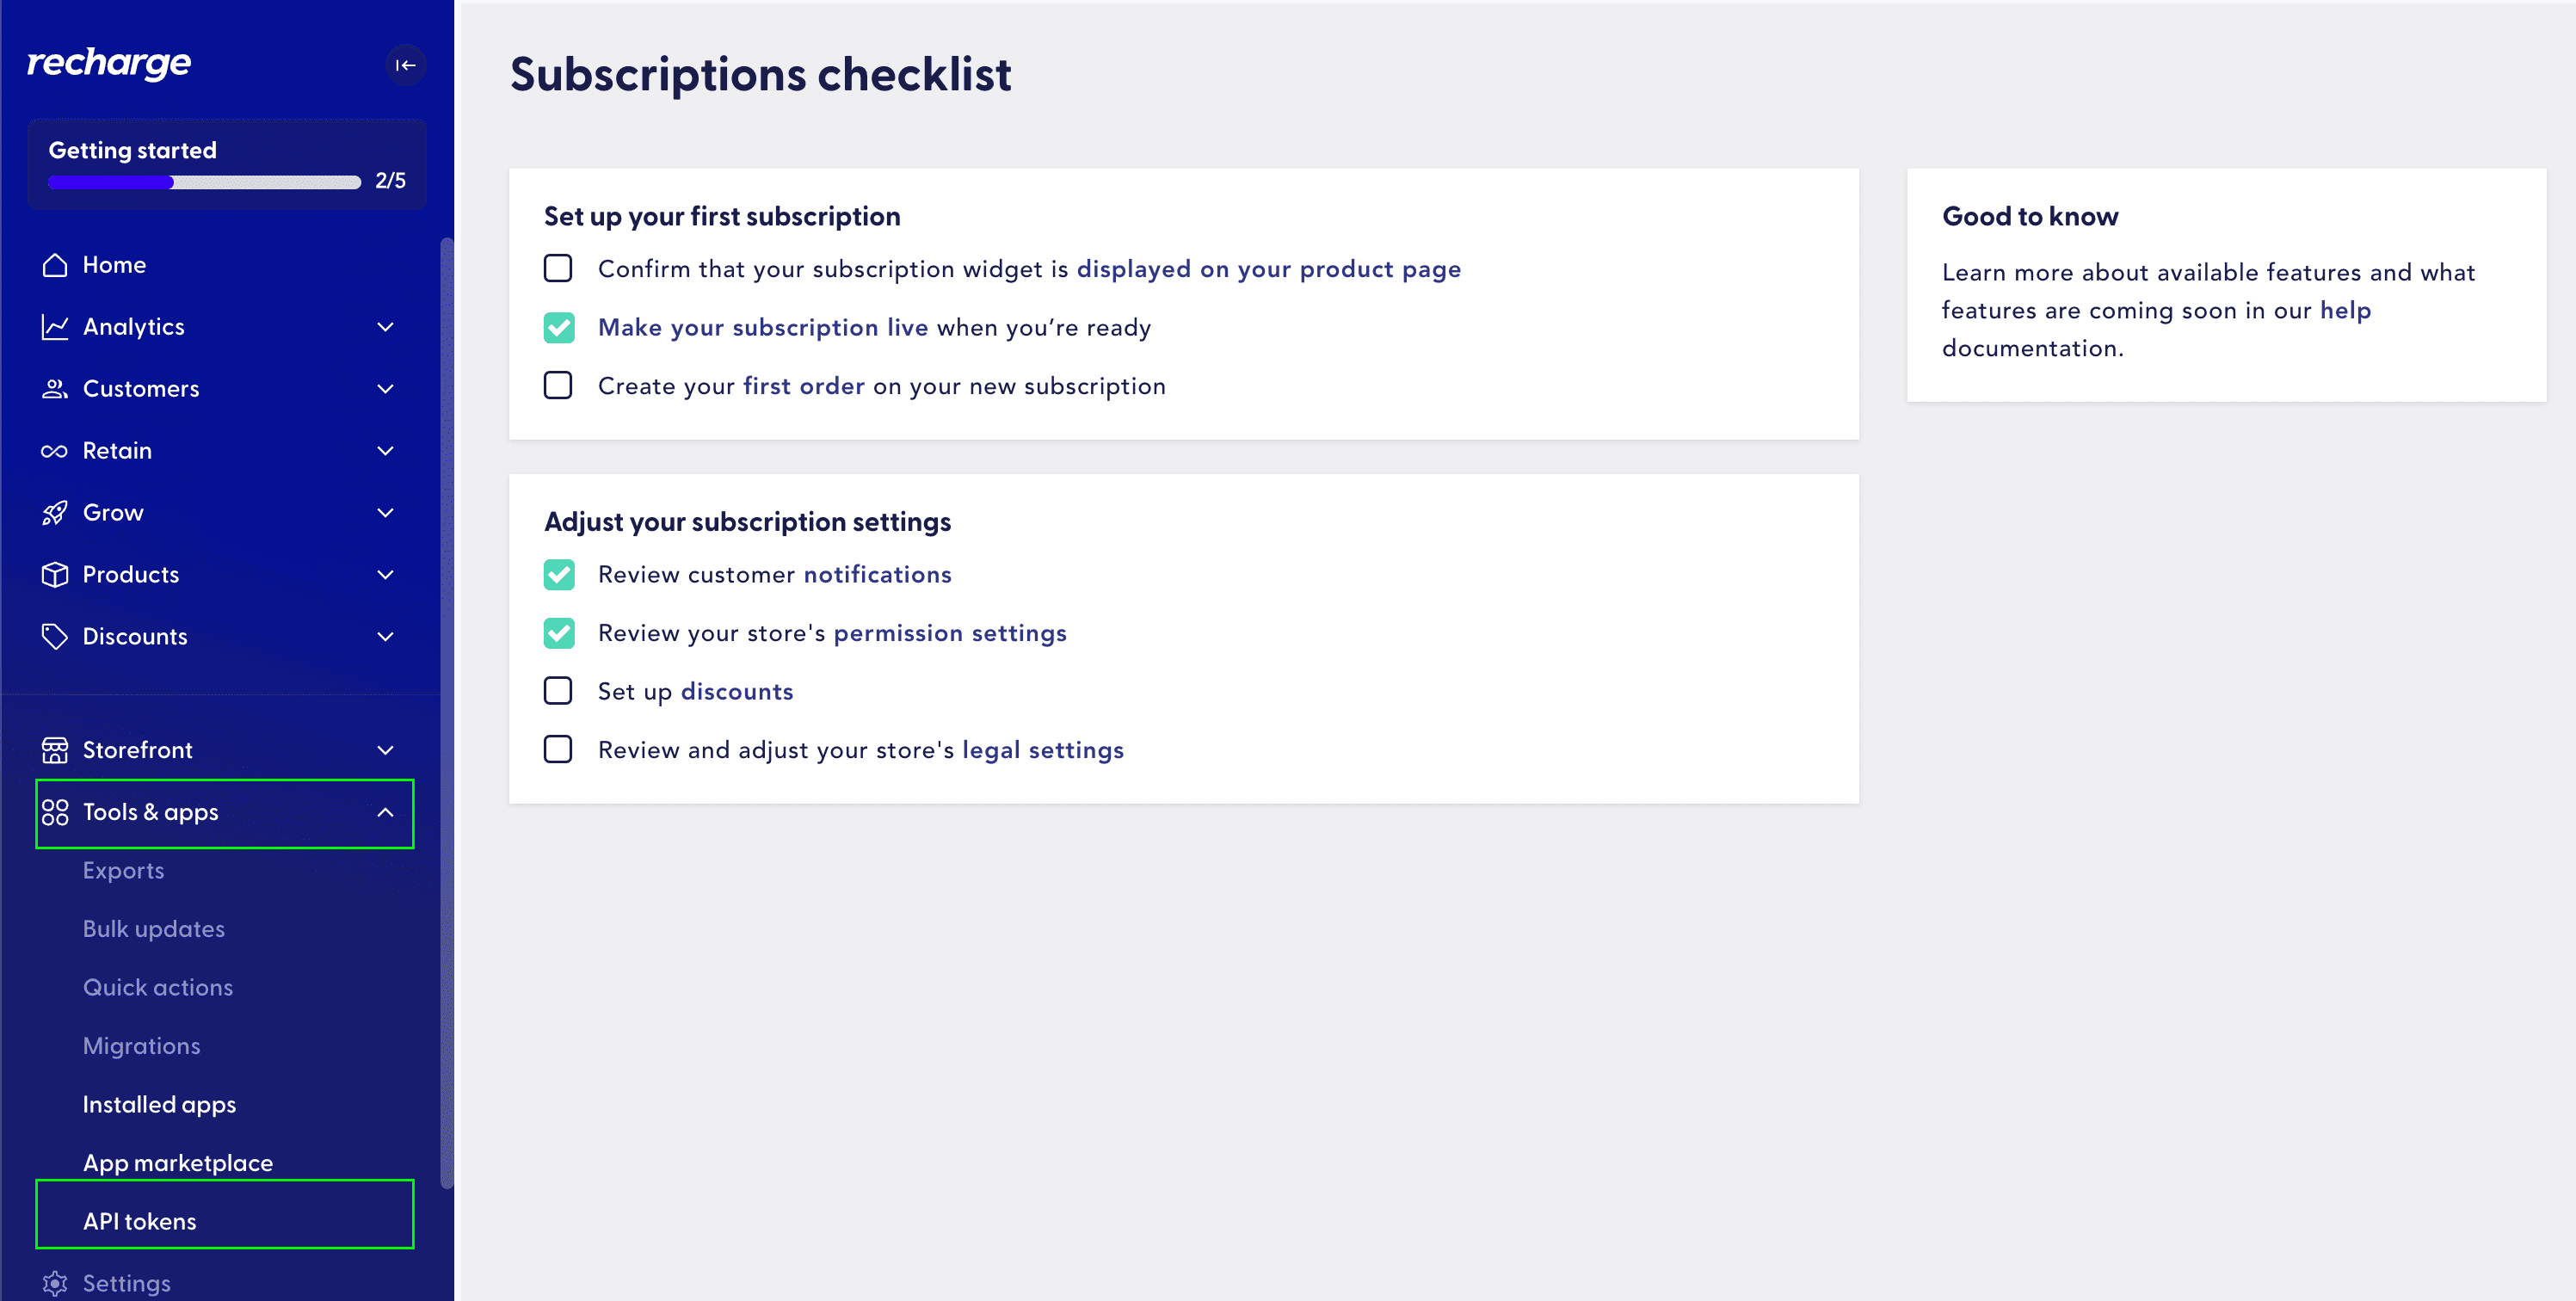 recharge
Getting started
2/5
Home
Analytics
Customers
Retain
Grow
Products
Discounts
Storefront
Tools & apps
Exports
Bulk updates
Quick actions
Migrations
Installed apps
App marketplace
API tokens
Settings
Subscriptions checklist
Set up your first subscription
Confirm that your subscription widget is displayed on your product page
Make your subscription live when you’re ready
Create your first order on your new subscription
Adjust your subscription settings
Review customer notifications
Review your store's permission settings
Set up discounts
Review and adjust your store's legal settings
Good to know
Learn more about available features and what
features are coming soon in our help
documentation.